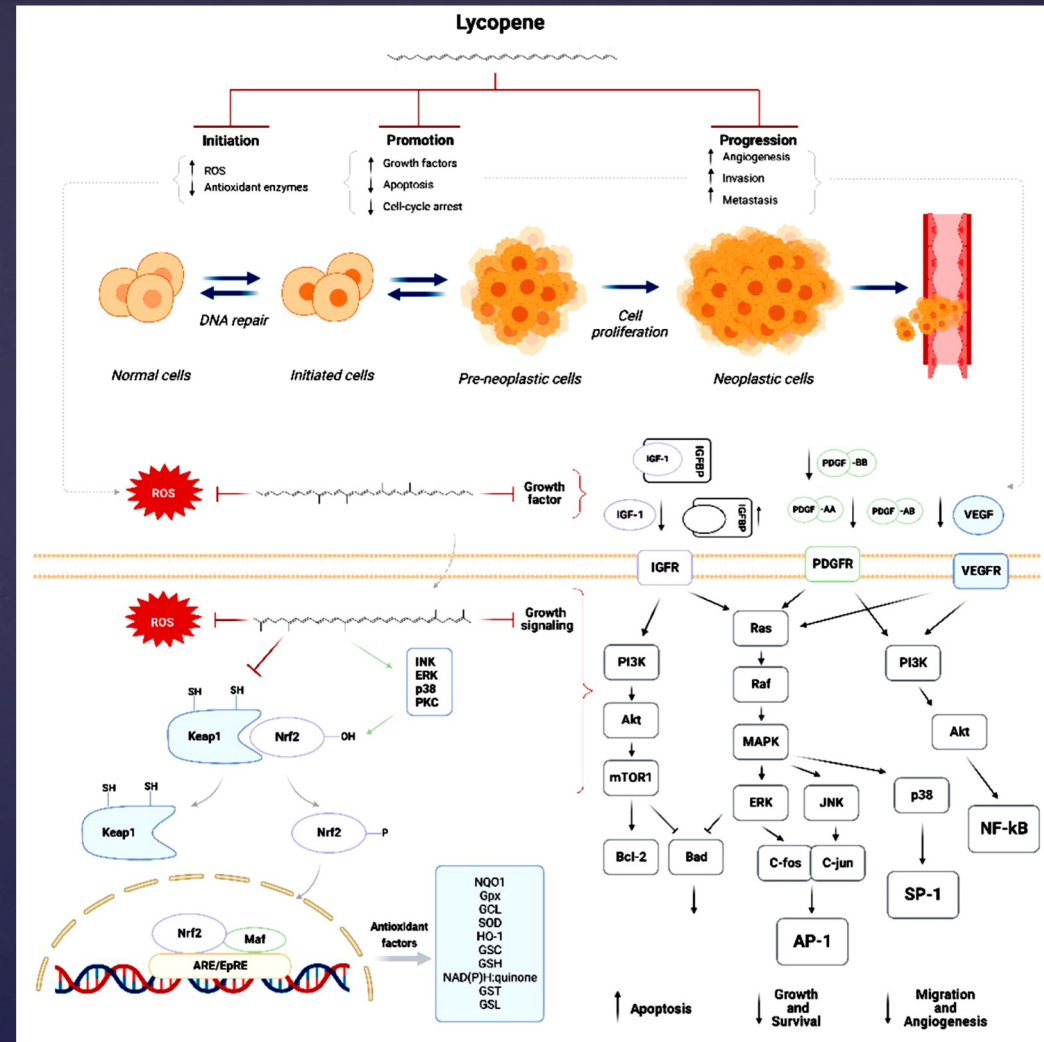 Lycopene
Initiation
ROS
Antioxidant enzymes
Promotion
Growth factors
Apoptosis
Cell-cycle arrest
Progression
Angiogenesis
Invasion
Metastasis
DNA repair
Cell
proliferation
Normal cells
Initiated cells
Pre-neoplastic cells
Neoplastic cells
ROS
Growth
factor
IGF-1
IGFBP
IGF-1
IGFBP
PDGF -BB
PDGF -AA
PDGF -AB
VEGF
IGFR
PDGFR
VEGFR
ROS
Growth
signaling
INK
ERK
p38
PKC
SH
SH
Keap1
Nrf2
OH
SH
SH
Keap1
Nrf2
P
Nrf2
Maf
ARE/EpRE
Antioxidant
factors
NQO1
Gpx
GCL
SOD
HO-1
GSC
GSH
NAD(P)H:quinone
GST
GSL
PI3K
Akt
mTOR1
Bcl-2
Bad
Ras
Raf
MAPK
ERK
JNK
p38
C-fos
C-jun
AP-1
SP-1
PI3K
Akt
NF-kB
Apoptosis
Growth
and
Survival
Migration
and
Angiogenesis